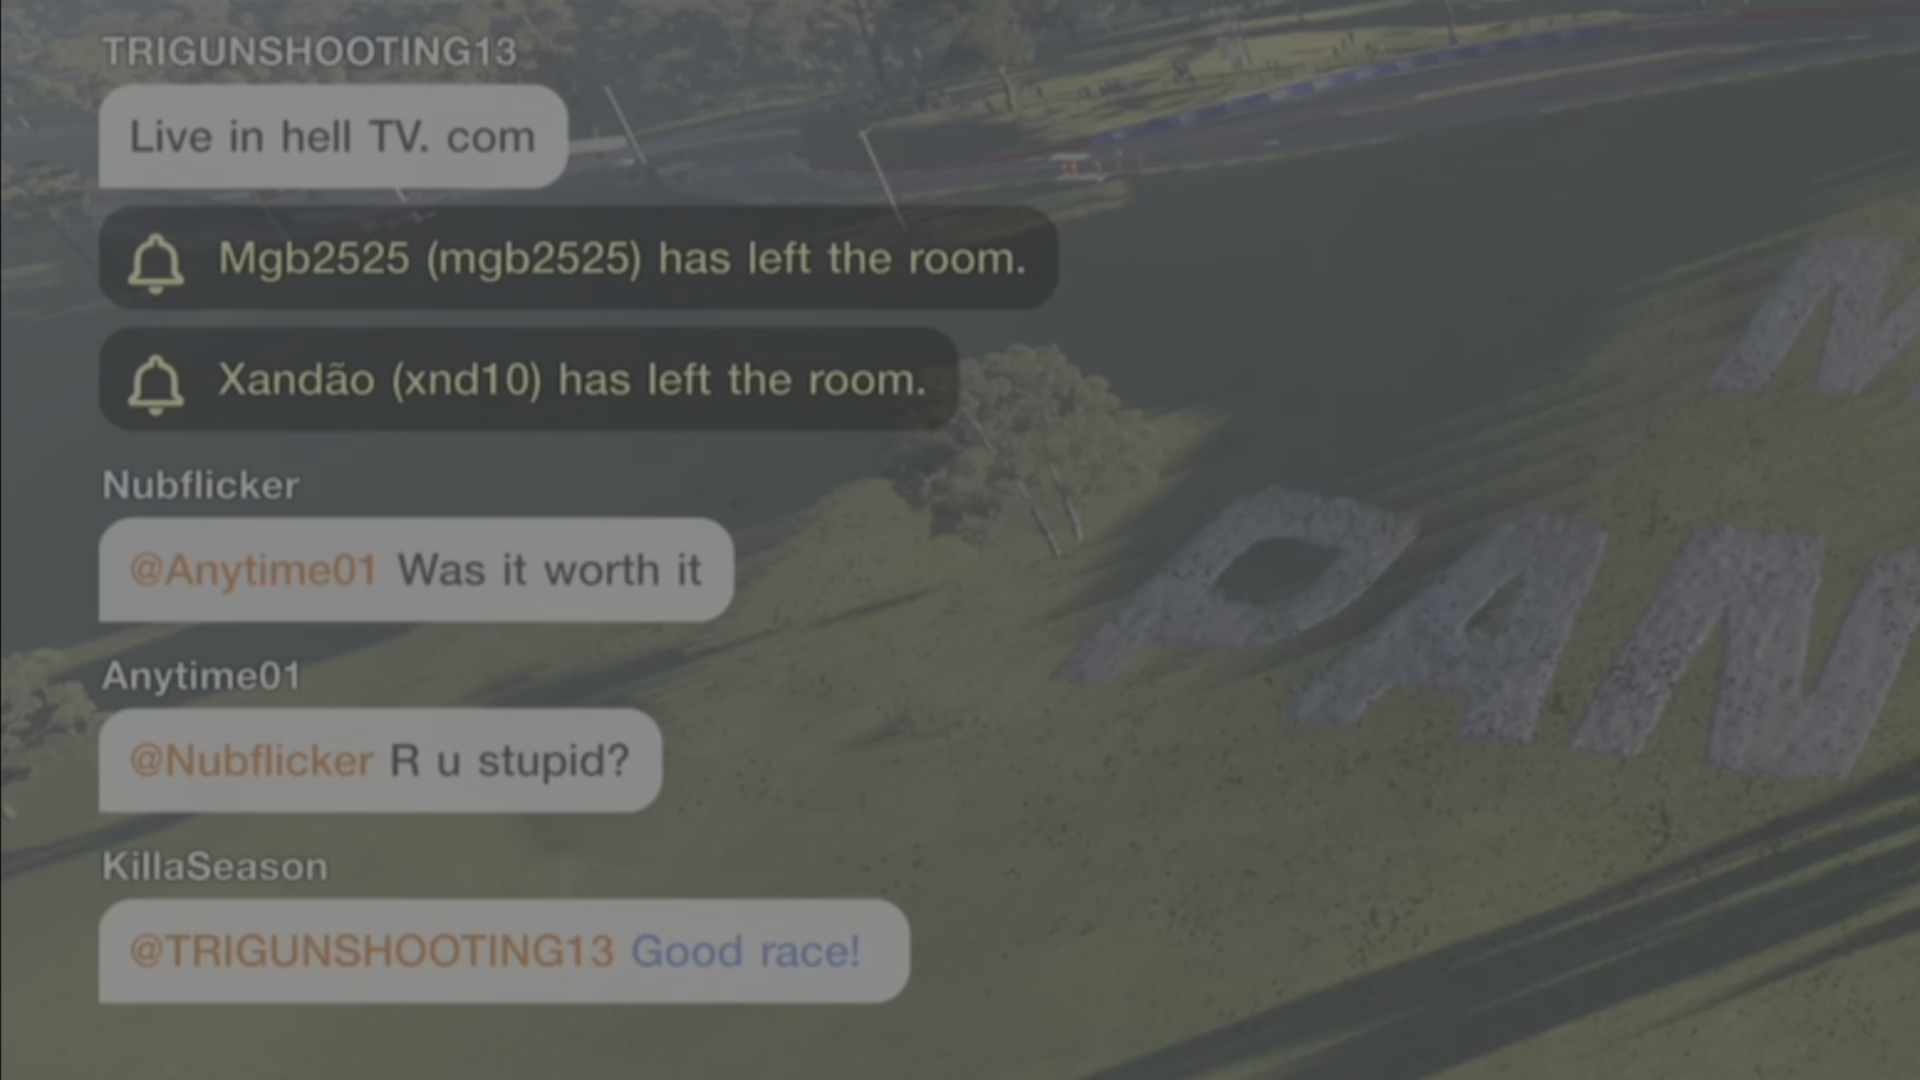 TRIGUNSHOOTING13
Live in hell TV. com
Mgb2525 (mgb2525) has left the room.
Xandão (xnd10) has left the room.
Nubflicker
@Anytime01 Was it worth it
Anytime01
@Nubflicker R u stupid?
KillaSeason
@TRIGUNSHOOTING13 Good race!
PAN